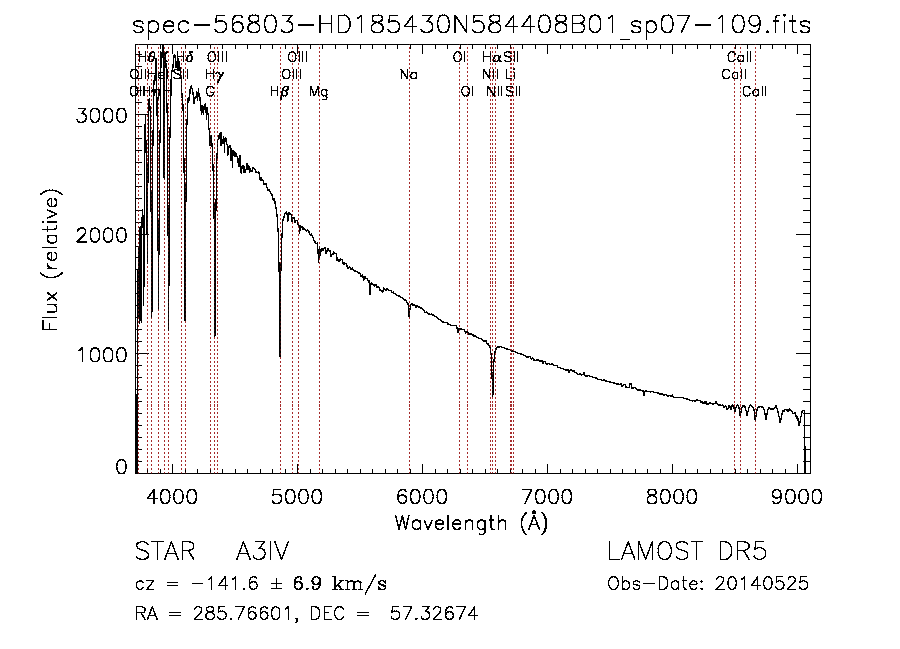 spec-56803-HD185430N584408B01_sp07-109.fits
Hδ OIII OIII OI Hα SII CaII
Hγ OIII Na NII Li CaII
G Hβ Mg OI NII SII CaII
3000
2000
1000
0
Flux (relative)
4000 5000 6000 7000 8000 9000
Wavelength (Å)
STAR A3IV LAMOST DR5
cz = -141.6 ± 6.9 km/s Obs-Date: 20140525
RA = 285.76601, DEC = 57.32674